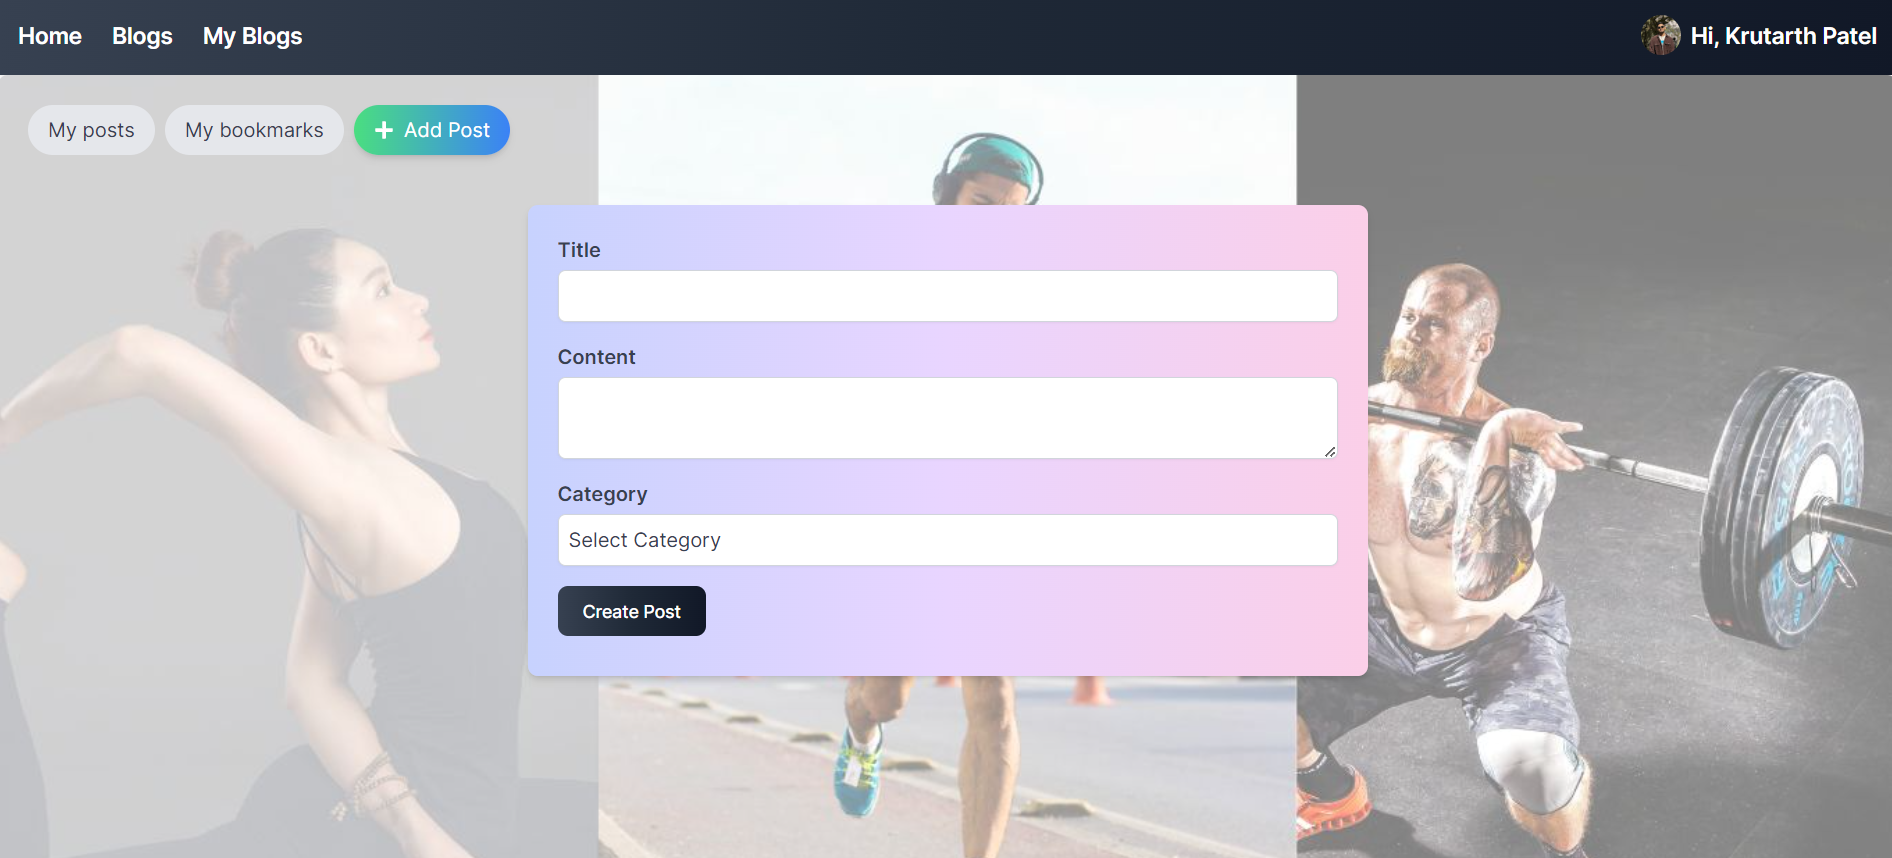 Home Blogs My Blogs Hi, Krutarth Patel
My posts My bookmarks + Add Post
Title
Content
Category
Select Category
Create Post